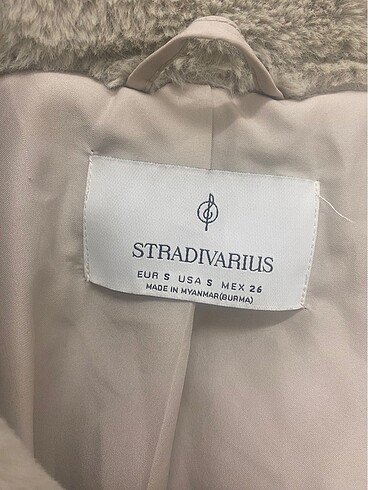 STRADIVARIUS
EUR S USA S MEX 26
MADE IN MYANMAR(BURMA)